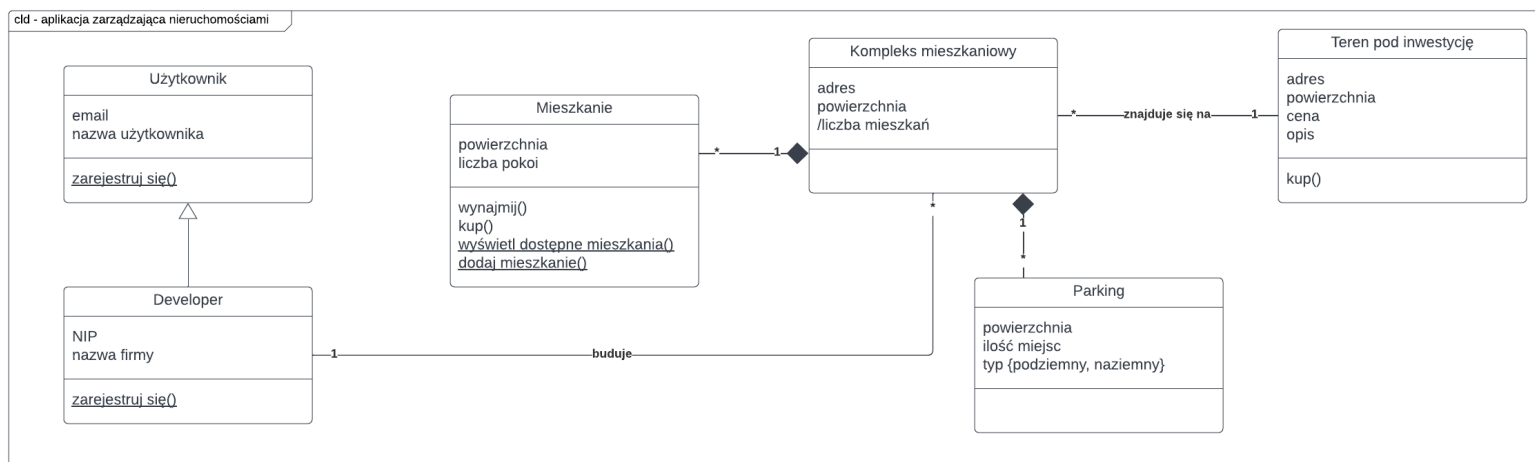 cld - aplikacja zarządzająca nieruchomościami
Użytkownik
email
nazwa użytkownika
zarejestruj się()
Developer
NIP
nazwa firmy
zarejestruj się()
Mieszkanie
powierzchnia
liczba pokoi
wynajmij()
kup()
wyświetl dostępne mieszkania()
dodaj mieszkanie()
* 1
Kompleks mieszkaniowy
adres
powierzchnia
/liczba mieszkań
* znajduje się na 1
Teren pod inwestycję
adres
powierzchnia
cena
opis
kup()
*
1 buduje
1
*
Parking
powierzchnia
ilość miejsc
typ {podziemny, naziemny}